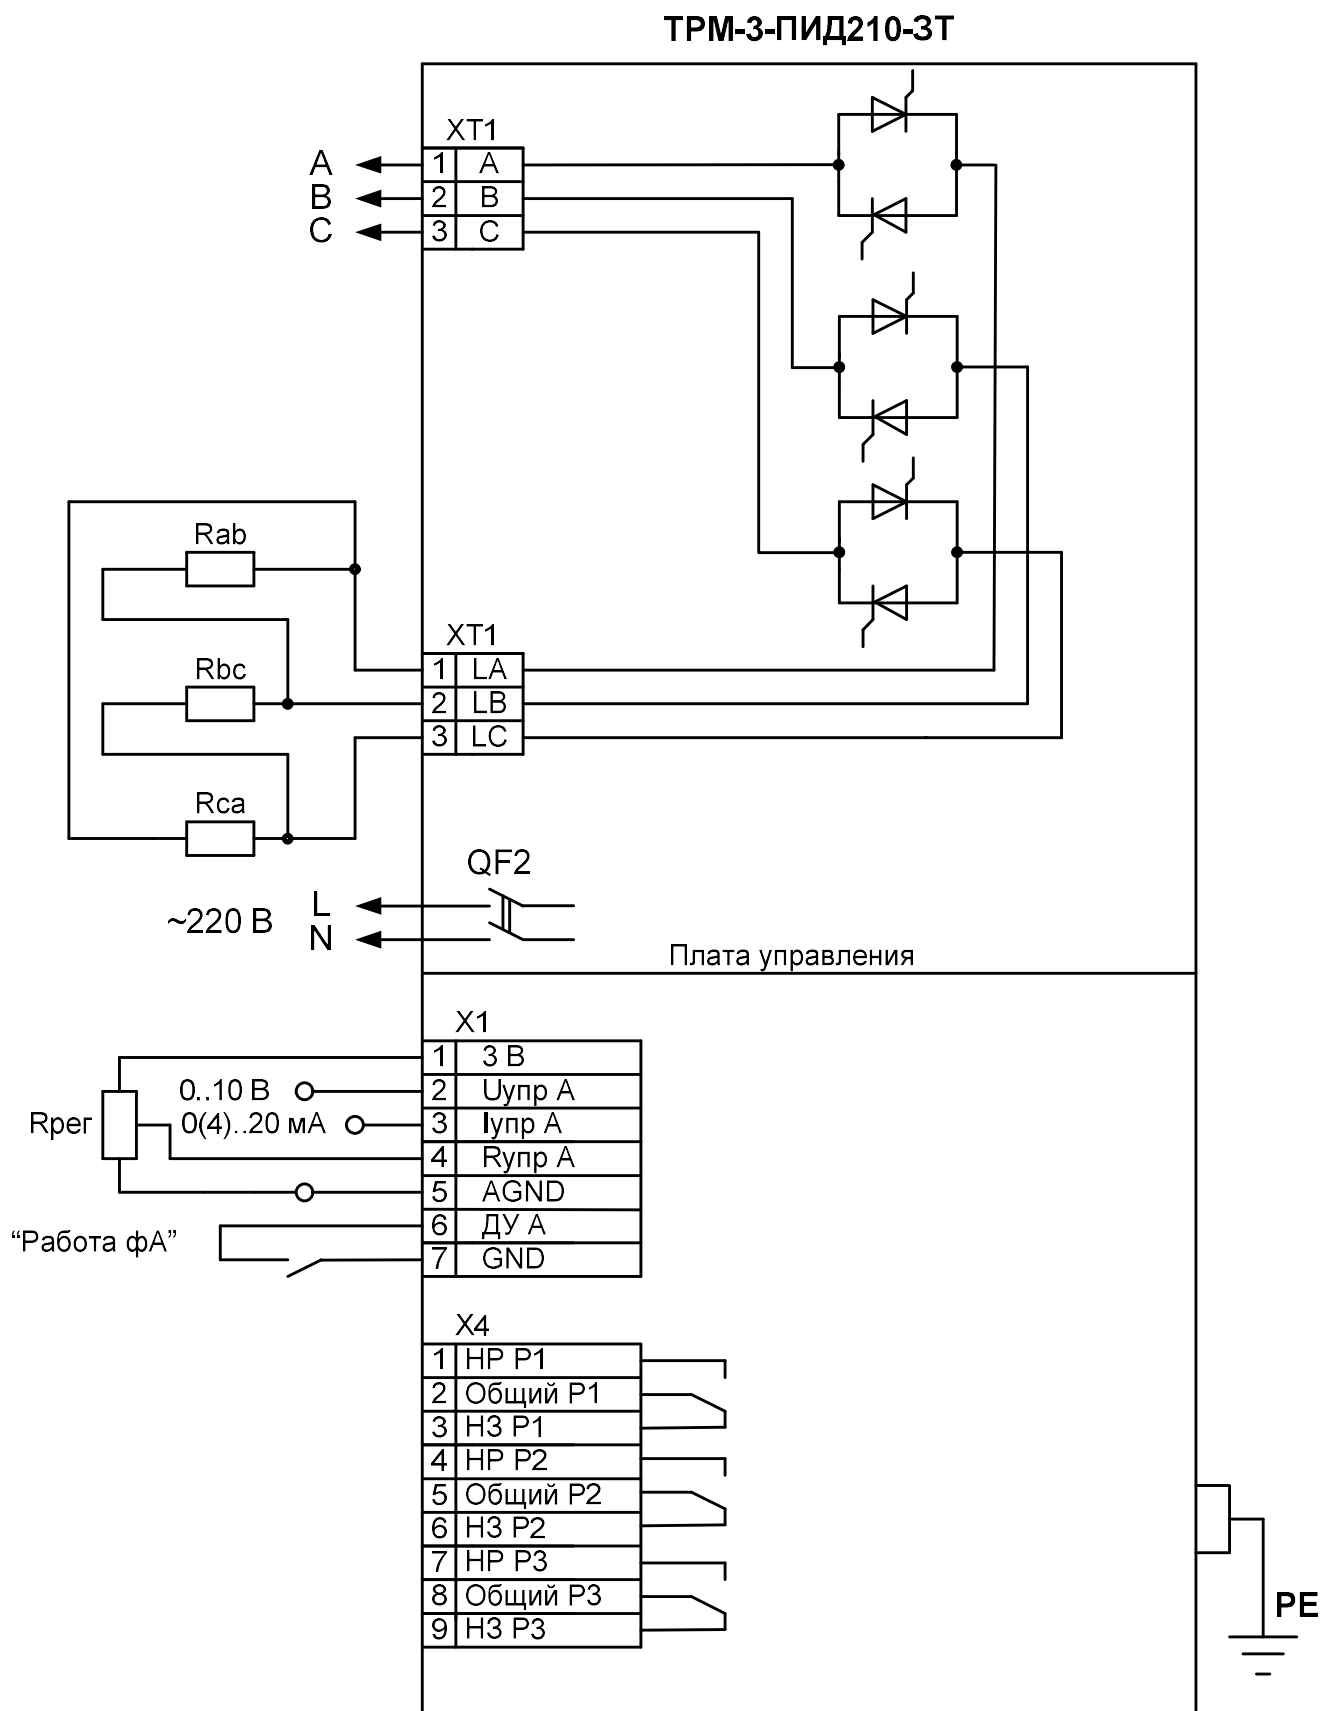 ТРМ-3-ПИД210-3Т
XT1
A 1 A
B 2 B
C 3 C
Rab
XT1
Rbc 1 LA
2 LB
3 LC
Rca
QF2
~220 В L
N
Плата управления
X1
1 3 В
0..10 В 2 Uупр А
Rрег 0(4)..20 мА 3 Iупр А
4 Rупр А
5 AGND
“Работа фА” 6 ДУ А
7 GND
X4
1 НР Р1
2 Общий Р1
3 НЗ Р1
4 НР Р2
5 Общий Р2
6 НЗ Р2
7 НР Р3
8 Общий Р3
9 НЗ Р3
PE